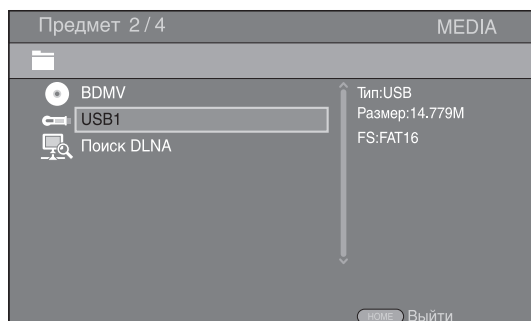 Предмет 2/4 MEDIA
BDMV
USB1
Поиск DLNA
Тип:USB
Размер:14.779M
FS:FAT16
HOME Выйти